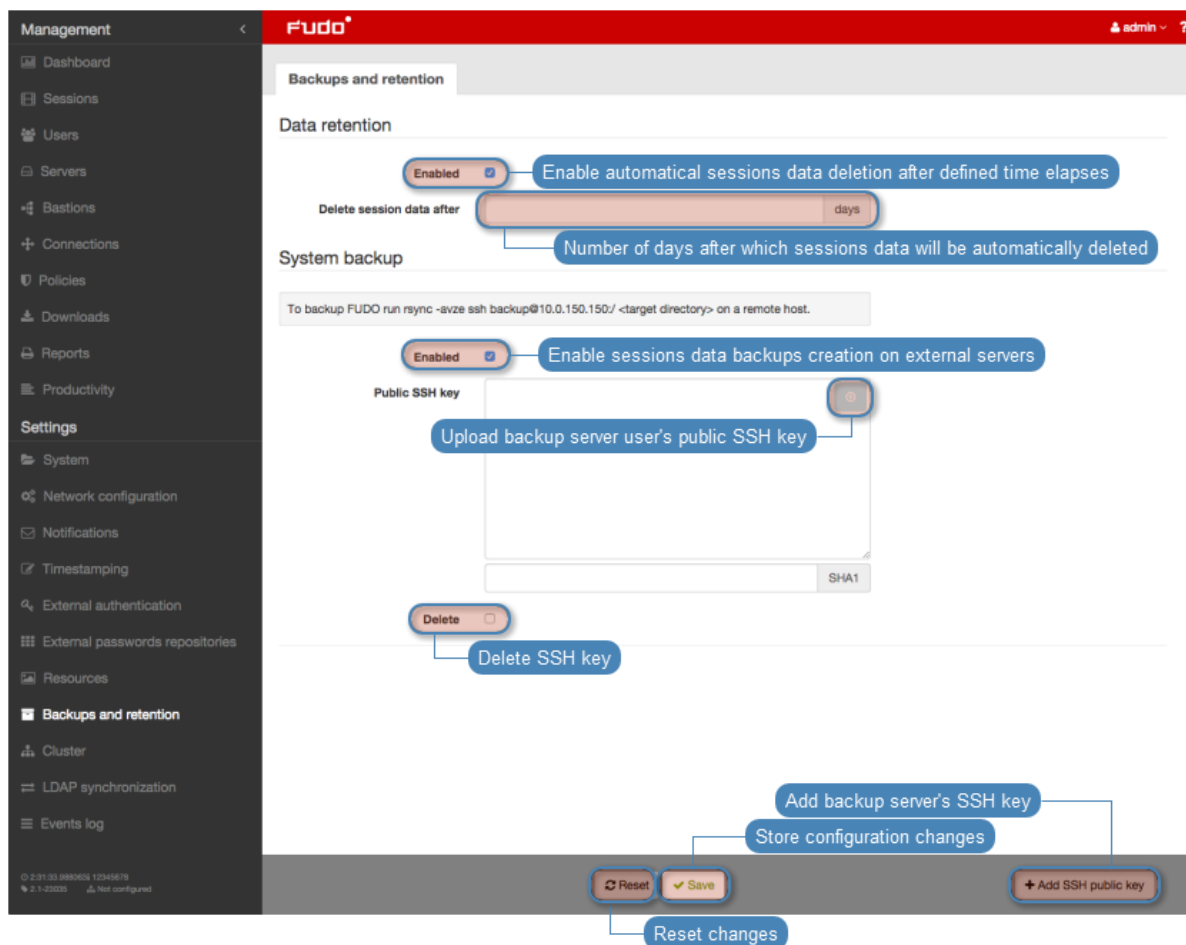 Management
FUDO
admin
?
Dashboard
Sessions
Users
Servers
Bastions
Connections
Policies
Downloads
Reports
Productivity
Settings
System
Network configuration
Notifications
Timestamping
External authentication
External passwords repositories
Resources
Backups and retention
Cluster
LDAP synchronization
Events log
12345678
Not configured
Backups and retention
Data retention
Enabled
Enable automatical sessions data deletion after defined time elapses
Delete session data after
days
Number of days after which sessions data will be automatically deleted
System backup
To backup FUDO run rsync -avze ssh backup@10.0.150.150:/ <target directory> on a remote host.
Enabled
Enable sessions data backups creation on external servers
Public SSH key
Upload backup server user's public SSH key
SHA1
Delete
Delete SSH key
Add backup server's SSH key
Store configuration changes
Reset
Save
+ Add SSH public key
Reset changes